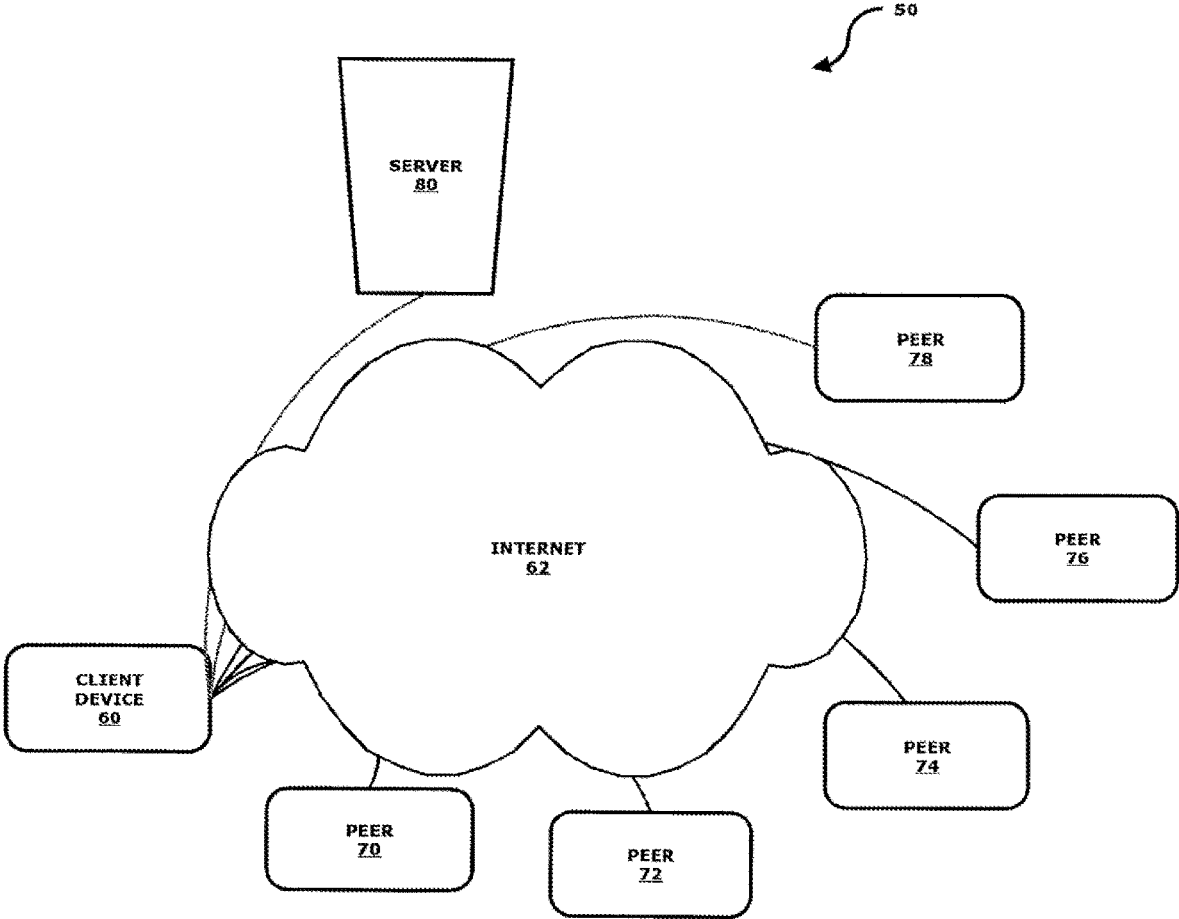 50
SERVER
80
PEER
78
PEER
76
INTERNET
62
CLIENT
DEVICE
60
PEER
74
PEER
70
PEER
72